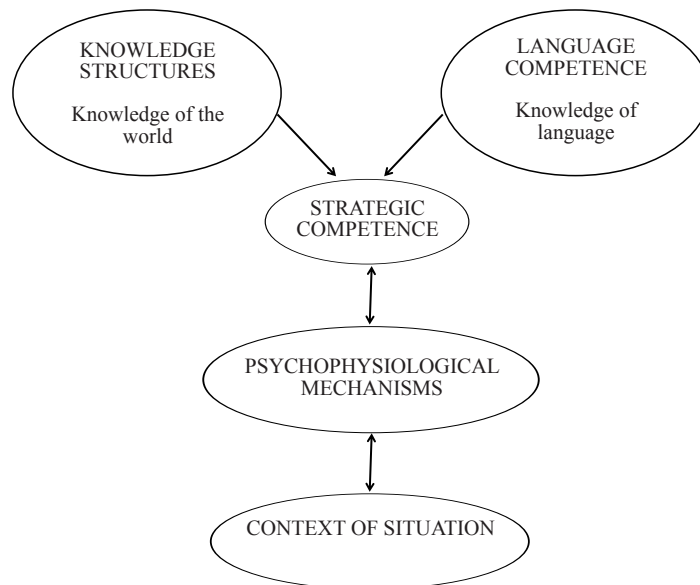 KNOWLEDGE
STRUCTURES
Knowledge of the
world
LANGUAGE
COMPETENCE
Knowledge of
language
STRATEGIC
COMPETENCE
PSYCHOPHYSIOLOGICAL
MECHANISMS
CONTEXT OF SITUATION